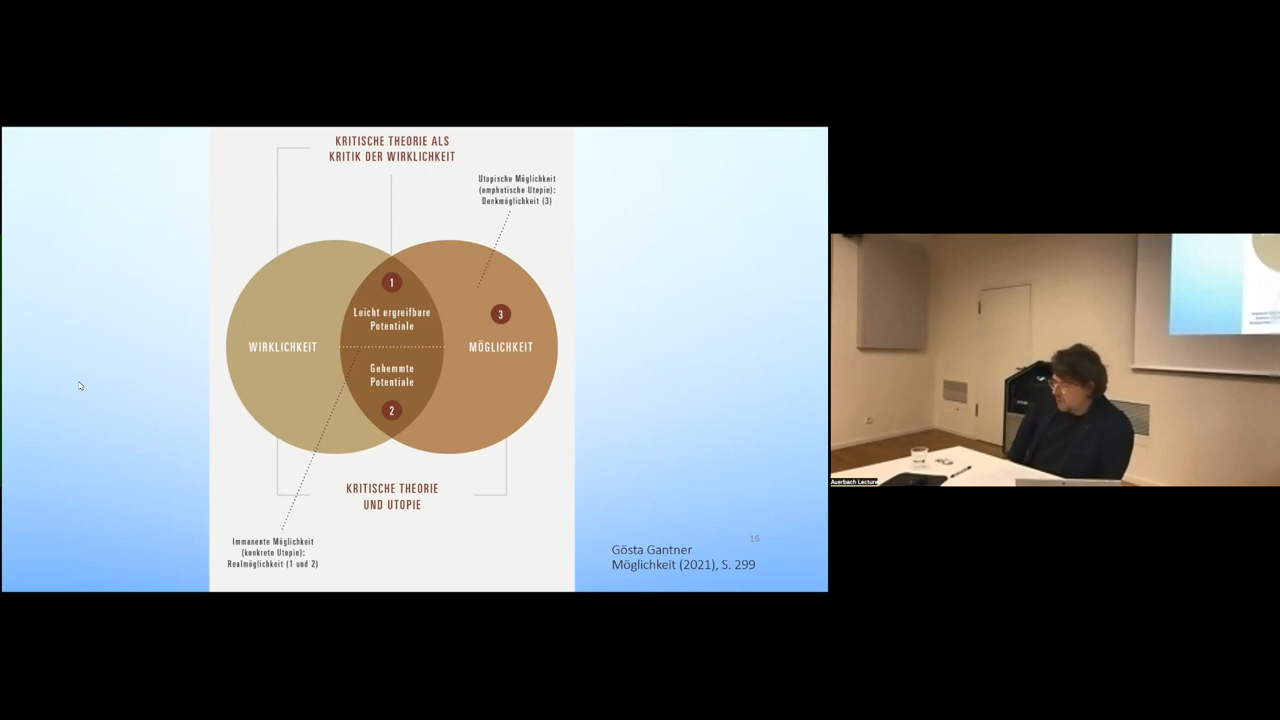 KRITISCHE THEORIE ALS
KRITIK DER WIRKLICHKEIT
Utopische Möglichkeit
(emphatische Utopie):
Denkmöglichkeit (3)
1
Leicht ergreifbare
Potentiale
3
WIRKLICHKEIT
MÖGLICHKEIT
Gehemmte
Potentiale
2
KRITISCHE THEORIE
UND UTOPIE
Immanente Möglichkeit
(konkrete Utopie):
Realmöglichkeit (1 und 2)
16
Gösta Gantner
Möglichkeit (2021), S. 299
Auerbach Lecture